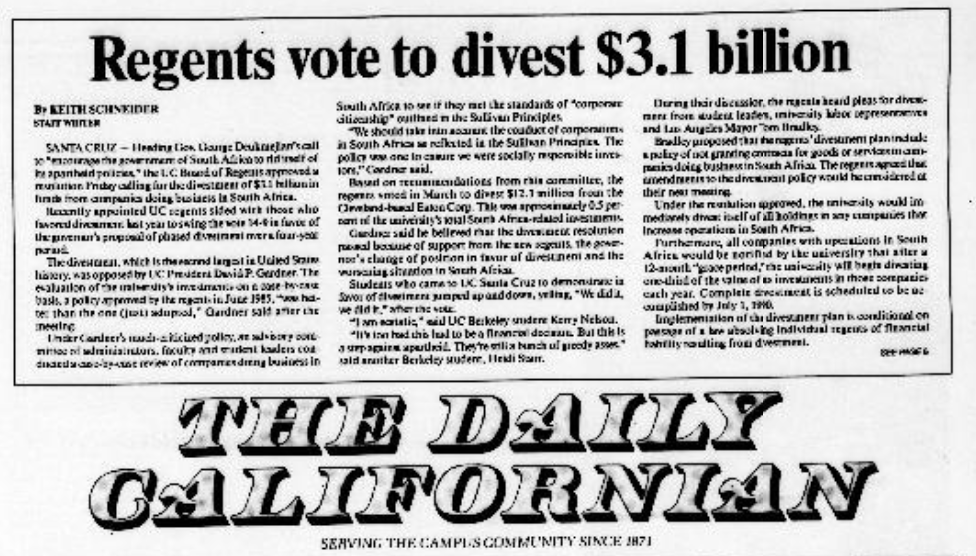 Regents vote to divest $3.1 billion
By KEITH SCHNEIDER
STAFF WRITER
SANTA CRUZ — Heeding Gov. George Deukmejian's call
to "encourage the government of South Africa to rid itself of
its apartheid policies," the UC Board of Regents approved a
resolution Friday calling for the divestment of $3.1 billion in
funds from companies doing business in South Africa.
Recently appointed UC regents sided with those who
favored divestment last year to swing the vote 14-9 in favor of
the governor's proposal of phased divestment over a four-year
period.
The divestment, which is the second largest in United States
history, was opposed by UC President David P. Gardner. The
evaluation of the university's investments on a case-by-case
basis, a policy approved by the regents in June 1985, "was bet-
ter than the one (just) adopted," Gardner said after the
meeting.
Under Gardner's much-criticized policy, an advisory com-
mittee of administrators, faculty and student leaders con-
ducted a case-by-case review of companies doing business in
South Africa to see if they met the standards of "corporate
citizenship" outlined in the Sullivan Principles.
"We should take into account the conduct of corporations
in South Africa as reflected in the Sullivan Principles. The
policy was one to ensure we were socially responsible inves-
tors," Gardner said.
Based on recommendations from this committee, the
regents voted in March to divest $12.3 million from the
Cleveland-based Eaton Corp. This was approximately 0.5 per-
cent of the university's total South Africa-related investments.
Gardner said he believed that the divestment resolution
passed because of support from the new regents, the gover-
nor's change of position in favor of divestment and the
worsening situation in South Africa.
Students who came to UC Santa Cruz to demonstrate in
favor of divestment jumped up and down, yelling, "We did it,
we did it," after the vote.
"I am ecstatic," said UC Berkeley student Kerry Nelson.
"It's too bad this had to be a financial decision. But this is
a step against apartheid. They're still a bunch of greedy asses,"
said another Berkeley student, Heidi Starr.
During their discussion, the regents heard pleas for divest-
ment from student leaders, university labor representatives
and Los Angeles Mayor Tom Bradley.
Bradley proposed that the regents' divestment plan include
a policy of not granting contracts for goods or services to com-
panies doing business in South Africa. The regents agreed that
amendments to the divestment policy would be considered at
their next meeting.
Under the resolution approved, the university would im-
mediately divest itself of all holdings in any companies that
increase operations in South Africa.
Furthermore, all companies with operations in South
Africa would be notified by the university that after a
12-month "grace period," the university will begin divesting
one-third of the value of its investments in those companies
each year. Complete divestment is scheduled to be ac-
complished by July 1, 1990.
Implementation of the divestment plan is conditional on
passage of a law absolving individual regents of financial
liability resulting from divestment.
SEE PAGE 6
THE DAILY
CALIFORNIAN
SERVING THE CAMPUS COMMUNITY SINCE 1871